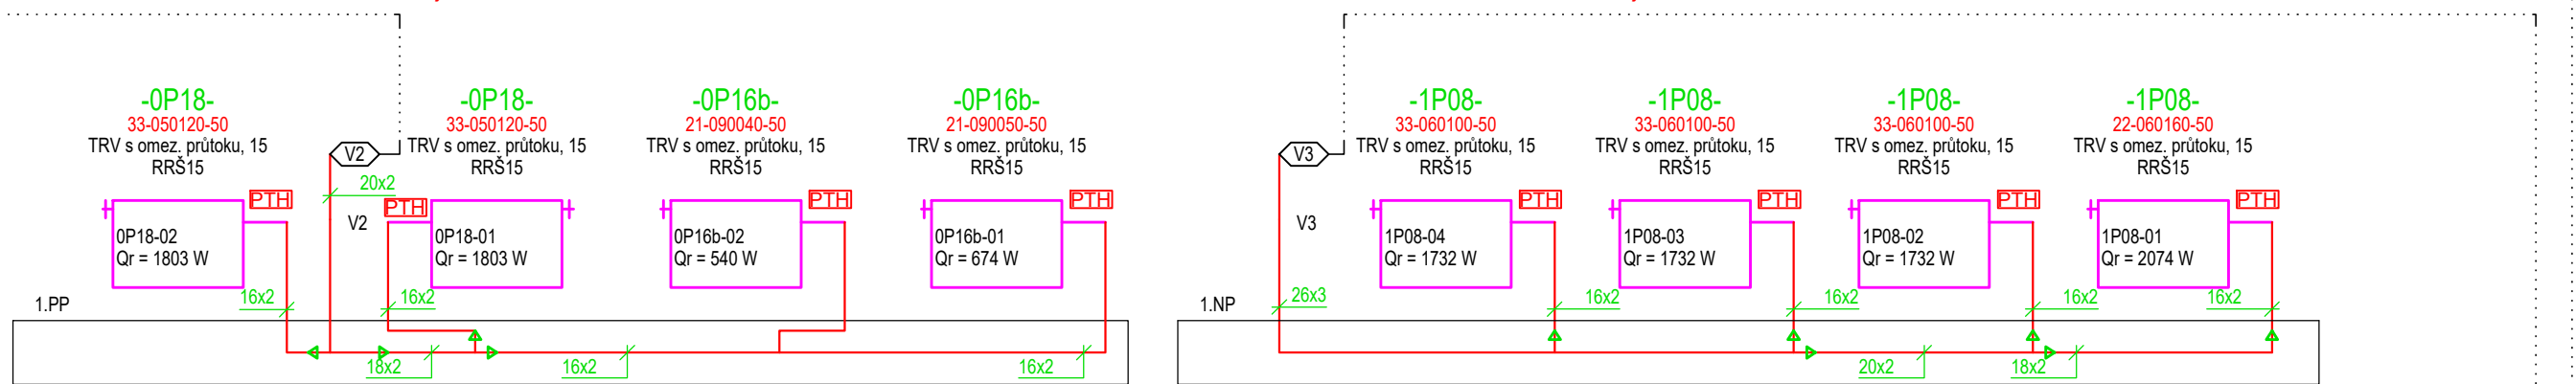 -0P18-
33-050120-50
TRV s omez. průtoku, 15
RRŠ15
PTH
0P18-02
Qr = 1803 W
16x2
1.PP
V2
20x2
V2
-0P18-
33-050120-50
TRV s omez. průtoku, 15
RRŠ15
PTH
0P18-01
Qr = 1803 W
16x2
18x2
-0P16b-
21-090040-50
TRV s omez. průtoku, 15
RRŠ15
PTH
0P16b-02
Qr = 540 W
16x2
-0P16b-
21-090050-50
TRV s omez. průtoku, 15
RRŠ15
PTH
0P16b-01
Qr = 674 W
16x2
V3
V3
26x3
1.NP
-1P08-
33-060100-50
TRV s omez. průtoku, 15
RRŠ15
PTH
1P08-04
Qr = 1732 W
16x2
-1P08-
33-060100-50
TRV s omez. průtoku, 15
RRŠ15
PTH
1P08-03
Qr = 1732 W
16x2
-1P08-
33-060100-50
TRV s omez. průtoku, 15
RRŠ15
PTH
1P08-02
Qr = 1732 W
16x2
20x2
-1P08-
22-060160-50
TRV s omez. průtoku, 15
RRŠ15
PTH
1P08-01
Qr = 2074 W
16x2
18x2